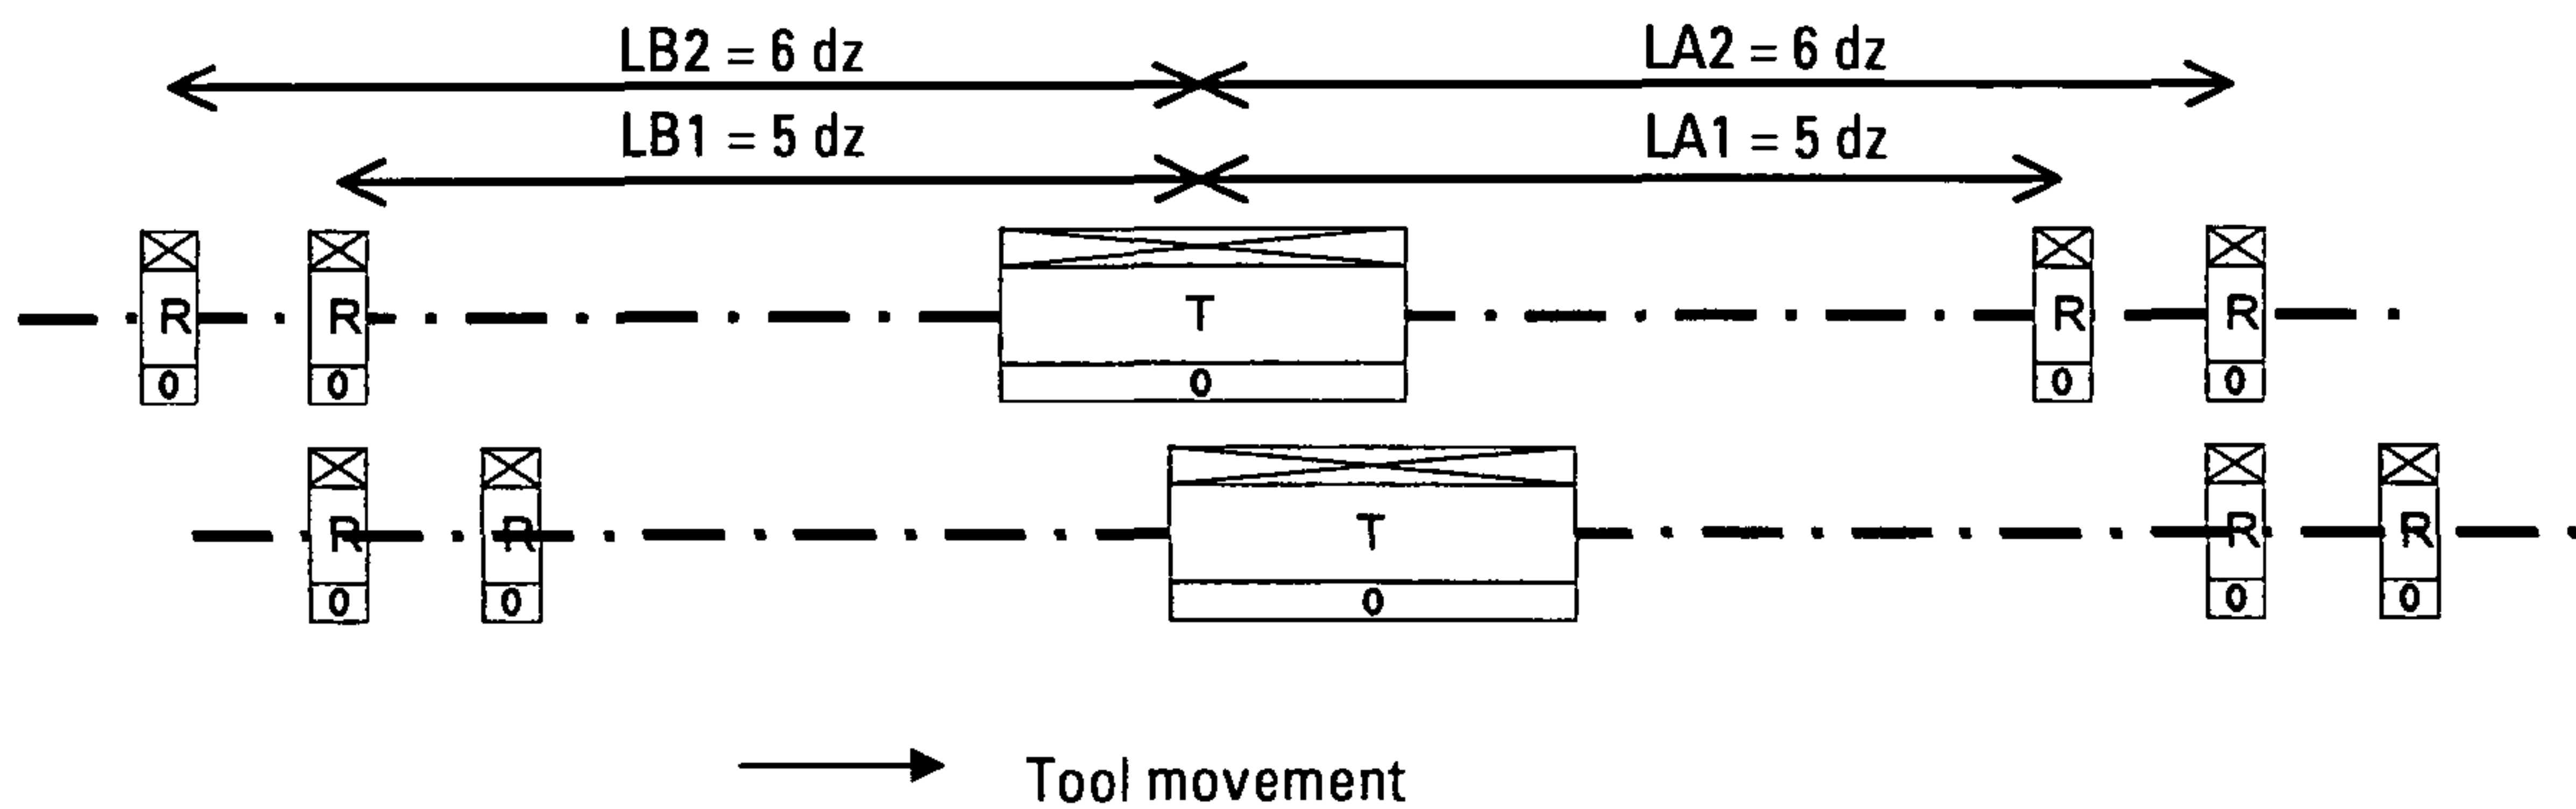 LB2 = 6 dz LA2 = 6 dz
LB1 = 5 dz LA1 = 5 dz
R R T R R
0 0 0 0 0
R R T R R
0 0 0 0 0
Tool movement